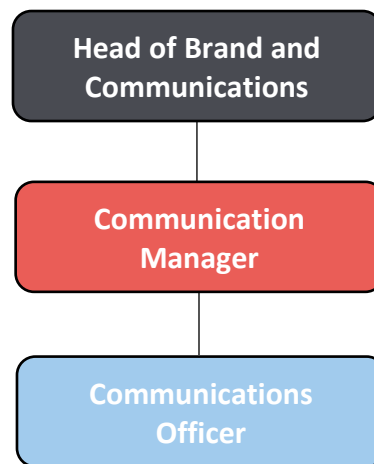 Head of Brand and
Communications
Communication
Manager
Communications
Officer